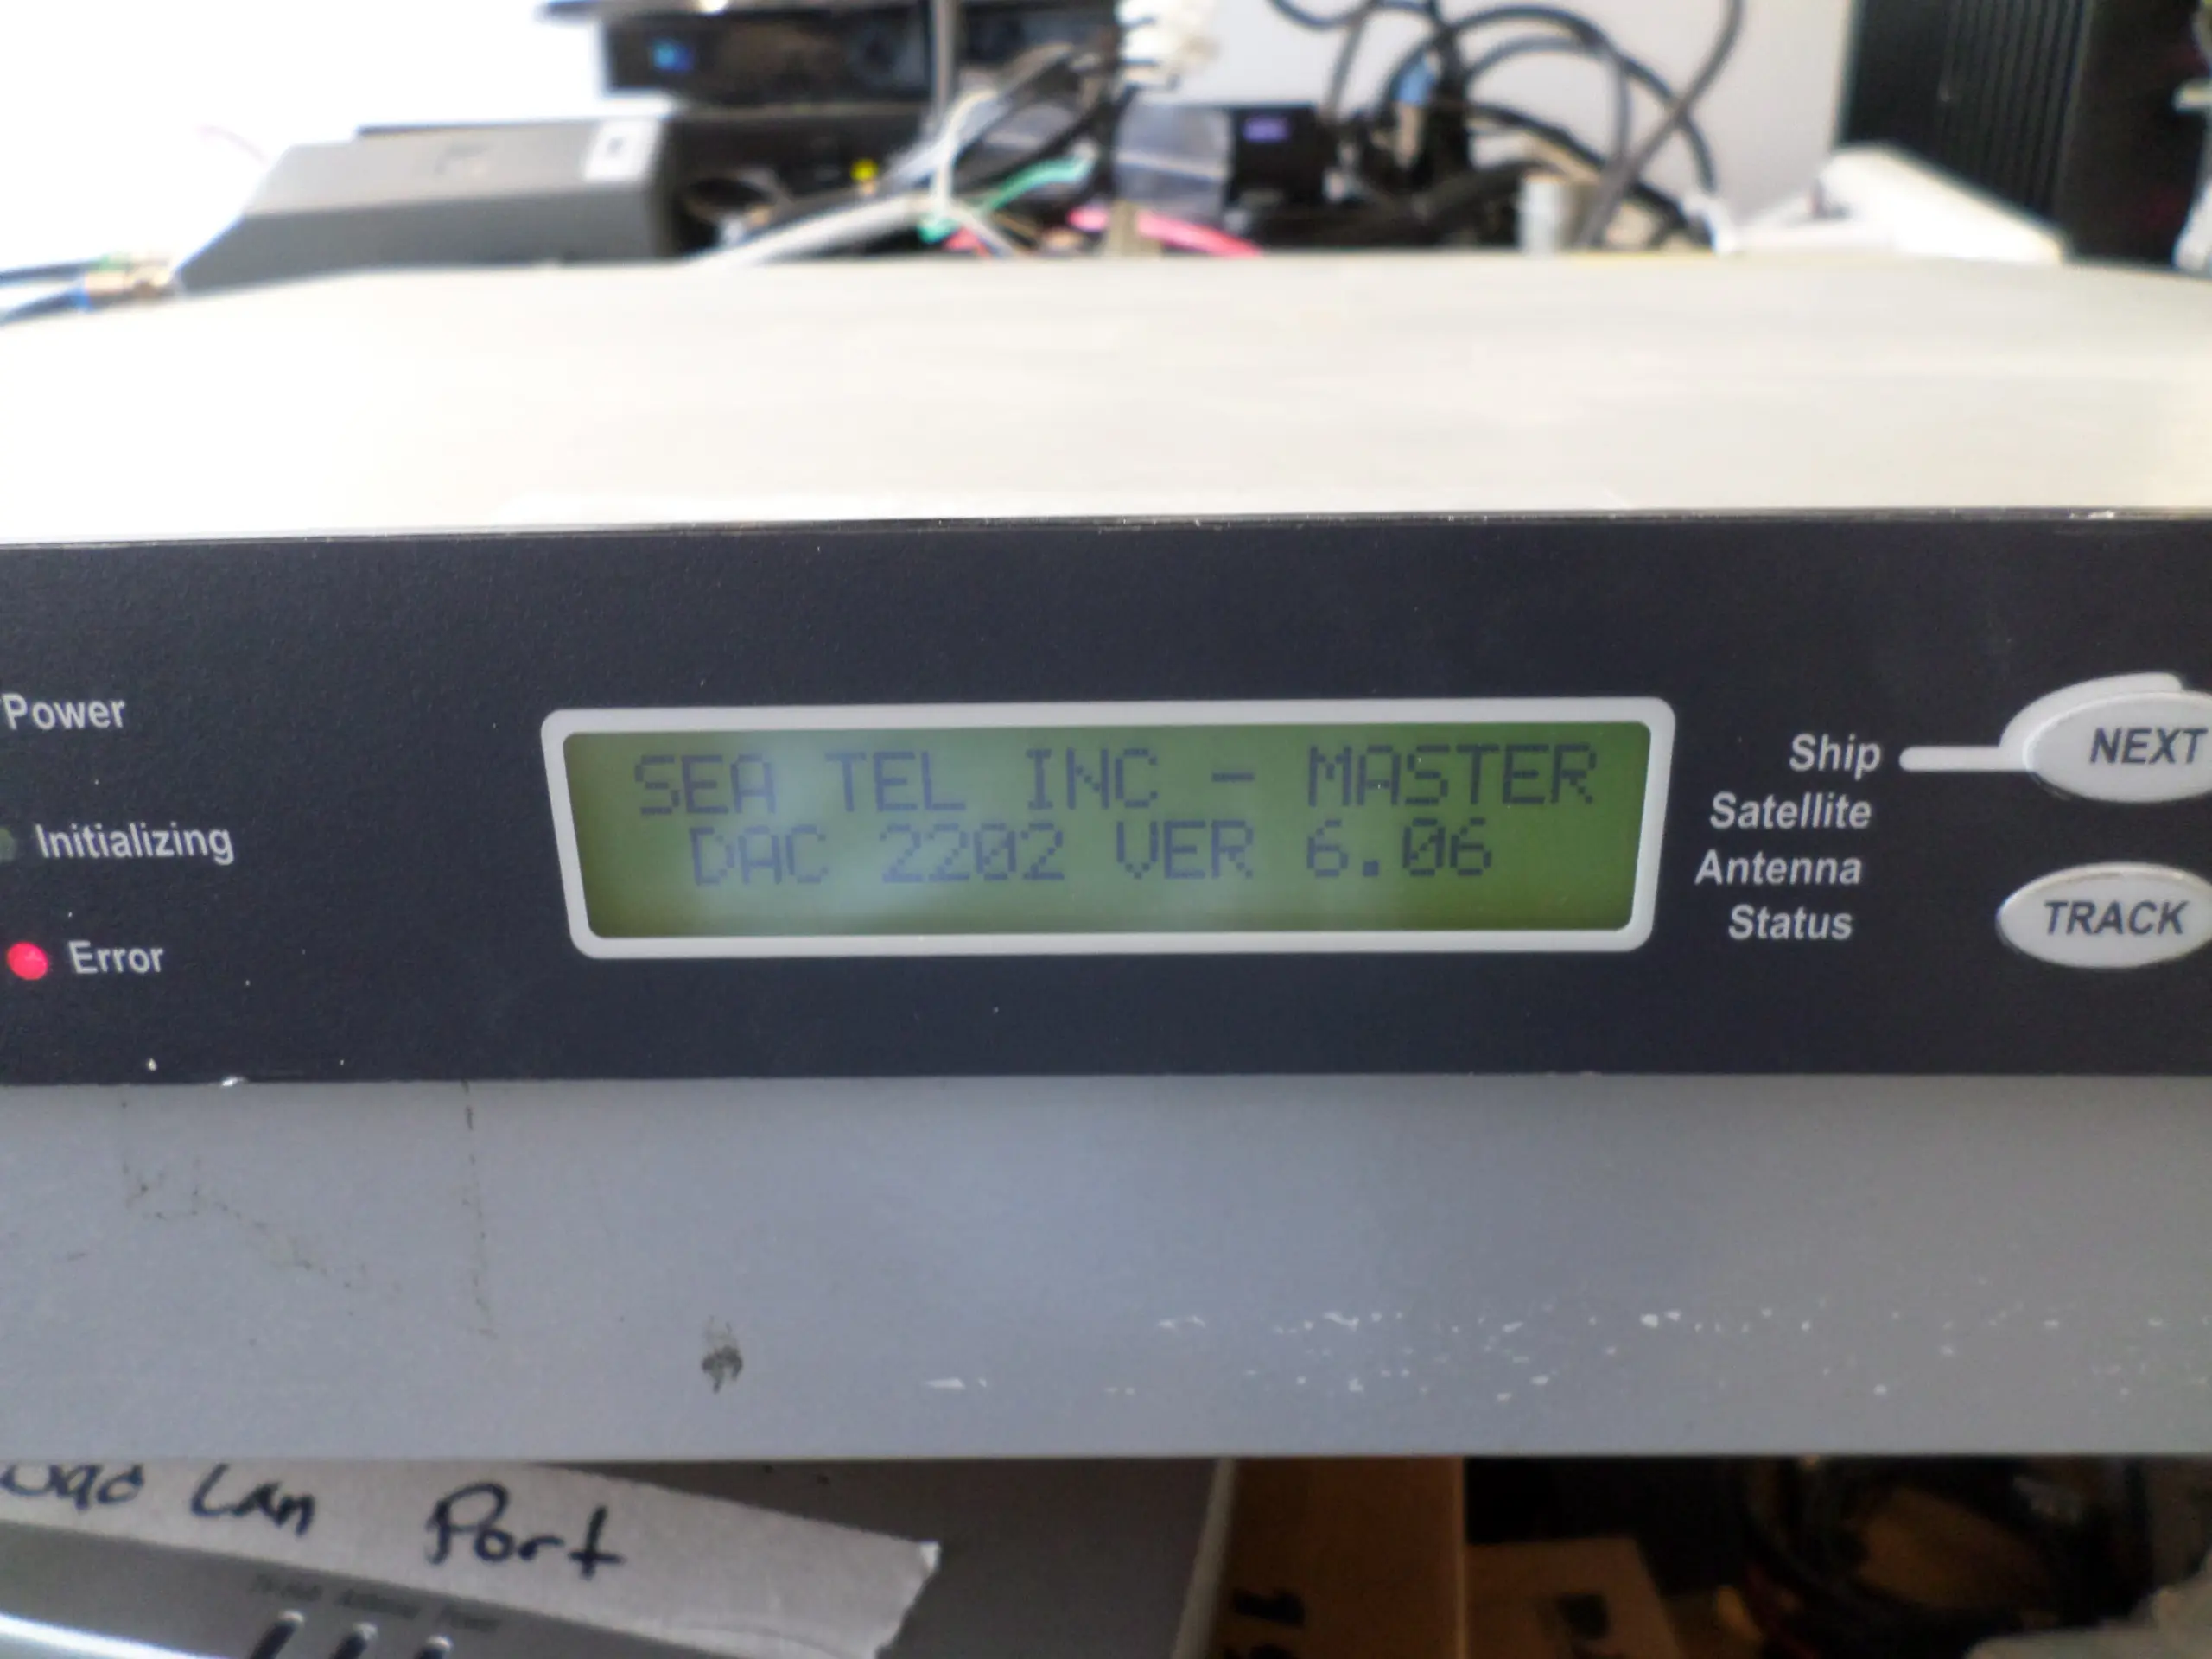 Power
Initializing
Error
SEA TEL INC - MASTER
DAC 2202 VER 6.06
Ship
Satellite
Antenna
Status
NEXT
TRACK
Lan Port